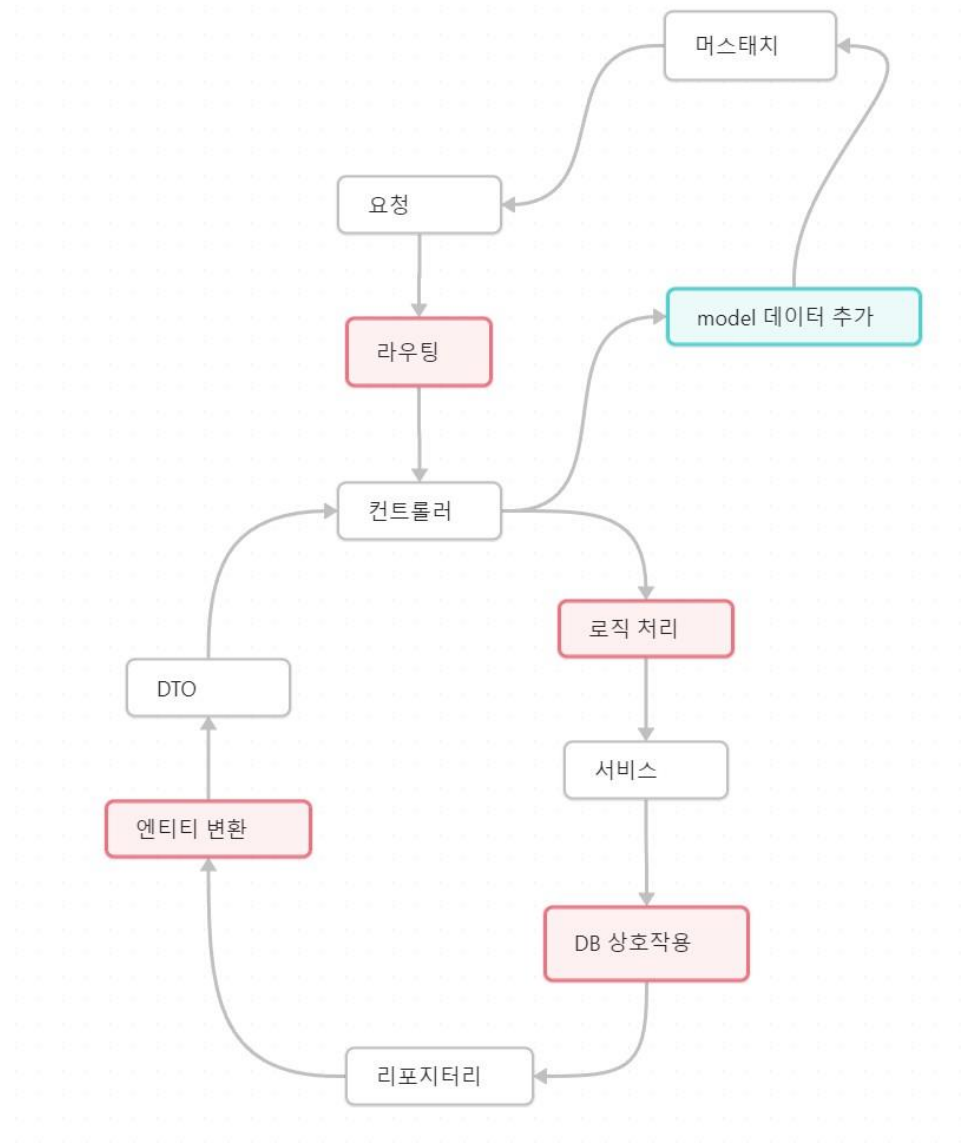 머스태치
요청
model 데이터 추가
라우팅
컨트롤러
로직 처리
DTO
서비스
엔티티 변환
DB 상호작용
리포지터리